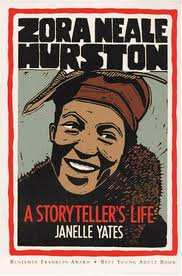 ZORA NEALE
HURSTON
A STORYTELLER'S LIFE
JANELLE YATES
BENJAMIN FRANKLIN AWARD • BEST YOUNG ADULT BOOK